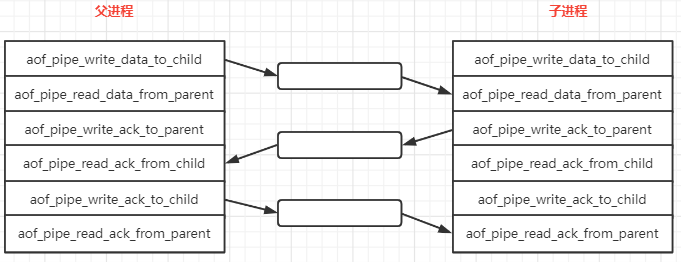 父进程
子进程
aof_pipe_write_data_to_child
aof_pipe_read_data_from_parent
aof_pipe_write_ack_to_parent
aof_pipe_read_ack_from_child
aof_pipe_write_ack_to_child
aof_pipe_read_ack_from_parent
aof_pipe_write_data_to_child
aof_pipe_read_data_from_parent
aof_pipe_write_ack_to_parent
aof_pipe_read_ack_from_child
aof_pipe_write_ack_to_child
aof_pipe_read_ack_from_parent